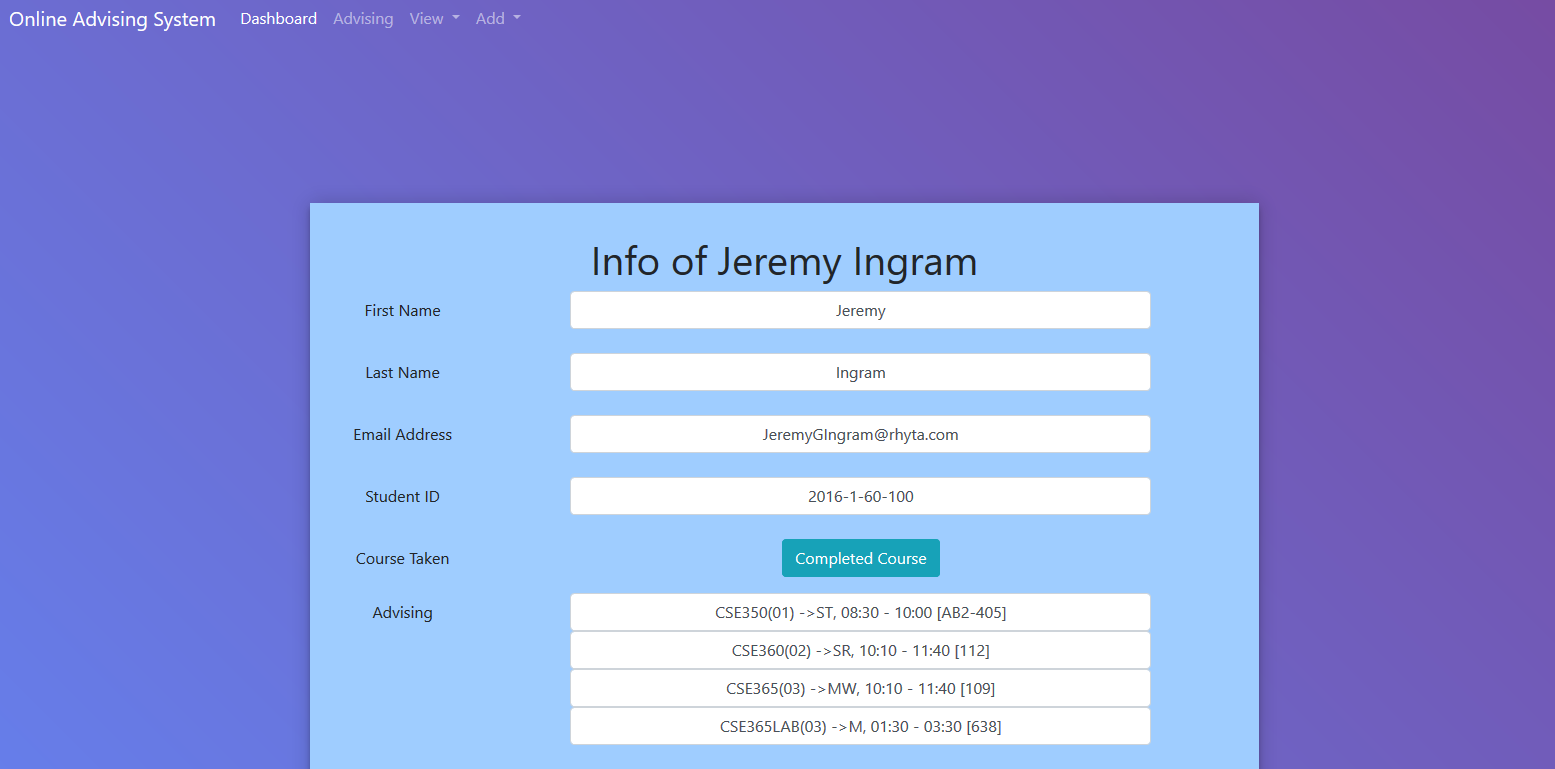 Online Advising System Dashboard Advising View Add
Info of Jeremy Ingram
First Name Jeremy
Last Name Ingram
Email Address JeremyGIngram@rhyta.com
Student ID 2016-1-60-100
Course Taken Completed Course
Advising CSE350(01) ->ST, 08:30 - 10:00 [AB2-405]
CSE360(02) ->SR, 10:10 - 11:40 [112]
CSE365(03) ->MW, 10:10 - 11:40 [109]
CSE365LAB(03) ->M, 01:30 - 03:30 [638]